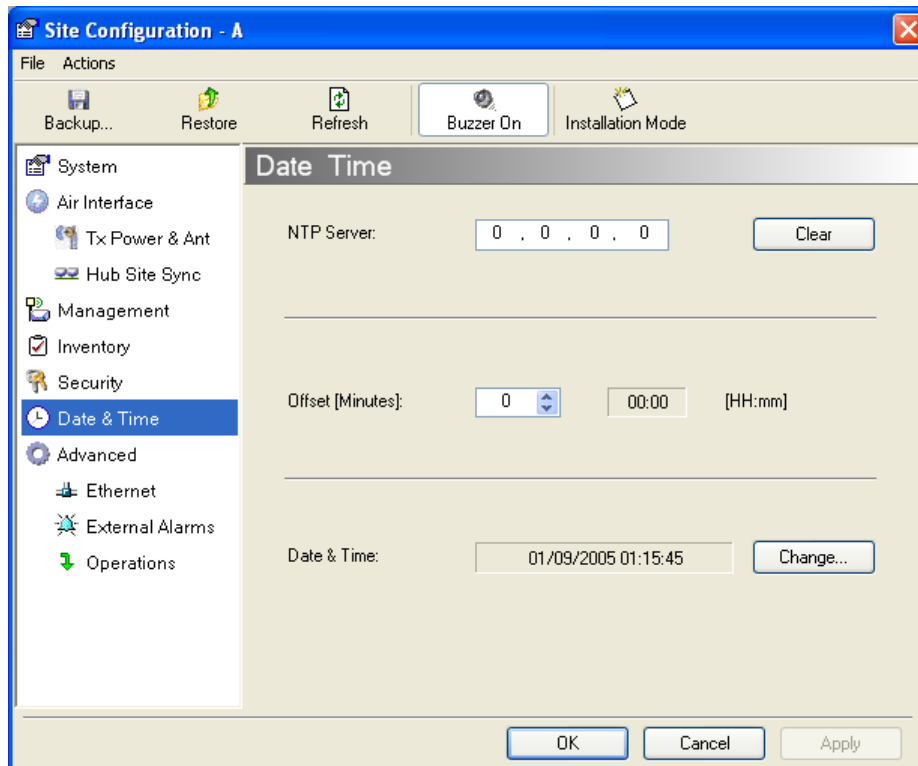 Site Configuration - A
File Actions
Backup... Restore Refresh Buzzer On Installation Mode
System
Air Interface
Tx Power & Ant
Hub Site Sync
Management
Inventory
Security
Date & Time
Advanced
Ethernet
External Alarms
Operations
Date Time
NTP Server: 0 . 0 . 0 . 0 Clear
Offset [Minutes]: 0 00:00 [HH:mm]
Date & Time: 01/09/2005 01:15:45 Change...
OK Cancel Apply